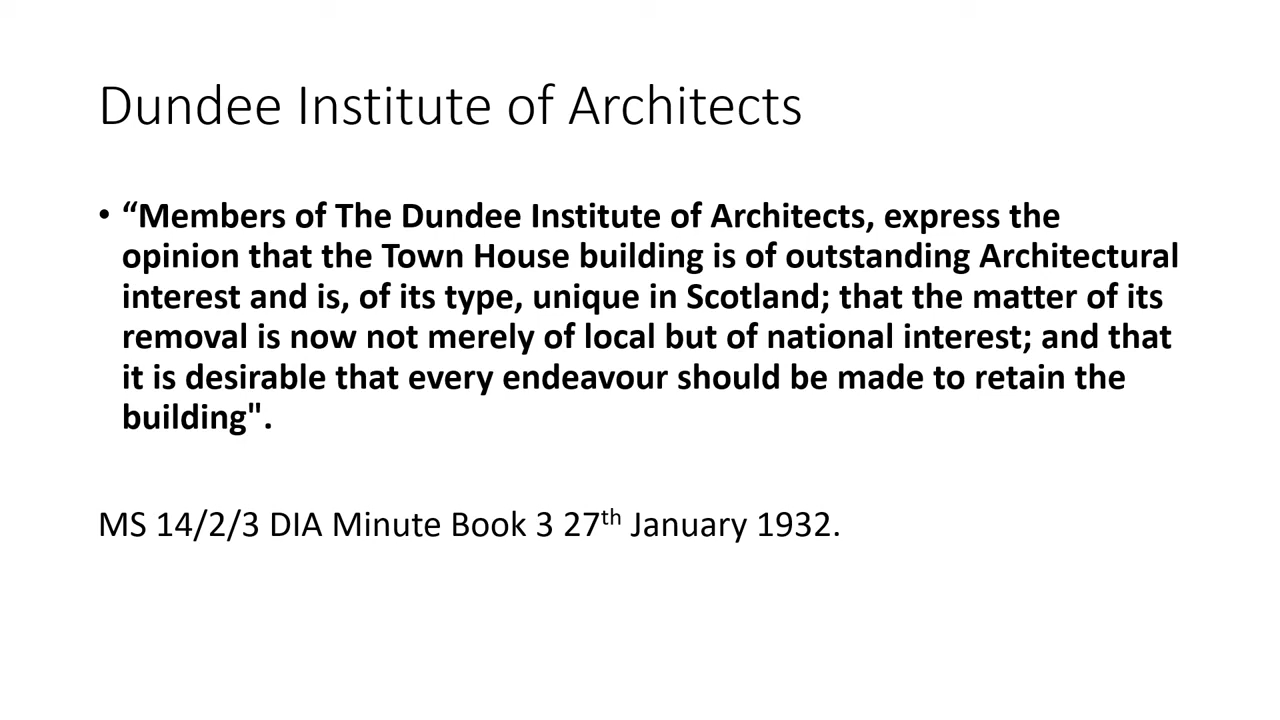 Dundee Institute of Architects
• “Members of The Dundee Institute of Architects, express the
opinion that the Town House building is of outstanding Architectural
interest and is, of its type, unique in Scotland; that the matter of its
removal is now not merely of local but of national interest; and that
it is desirable that every endeavour should be made to retain the
building".
MS 14/2/3 DIA Minute Book 3 27th January 1932.